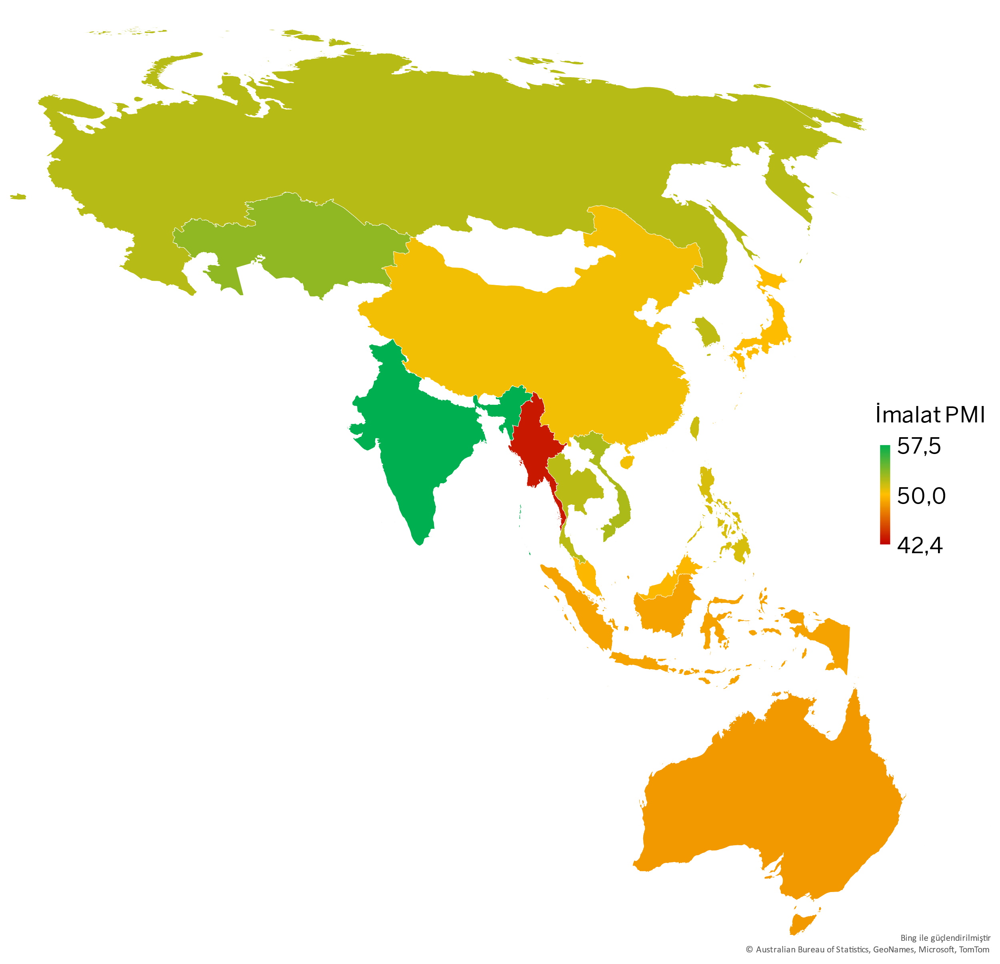 İmalat PMI
57,5
50,0
42,4
Bing ile güçlendirilmiştir
© Australian Bureau of Statistics, GeoNames, Microsoft, TomTom